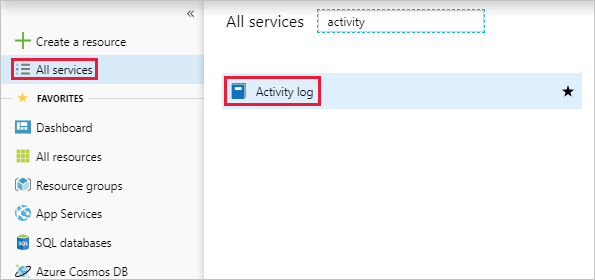 «
Create a resource
All services
FAVORITES
Dashboard
All resources
Resource groups
App Services
SQL databases
Azure Cosmos DB
All services
activity
Activity log